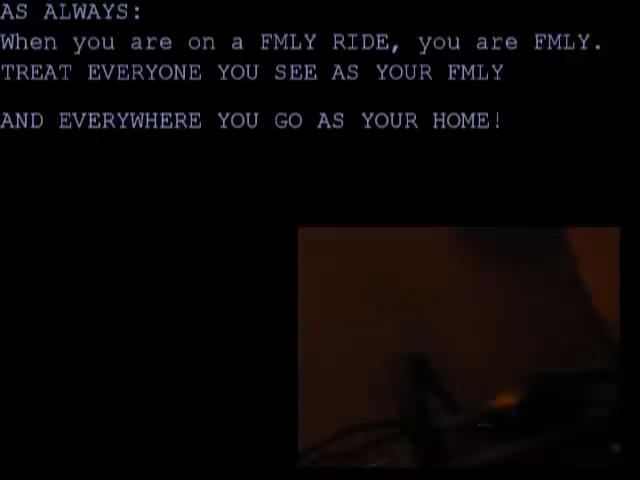 AS ALWAYS:
When you are on a FMLY RIDE, you are FMLY.
TREAT EVERYONE YOU SEE AS YOUR FMLY
AND EVERYWHERE YOU GO AS YOUR HOME!